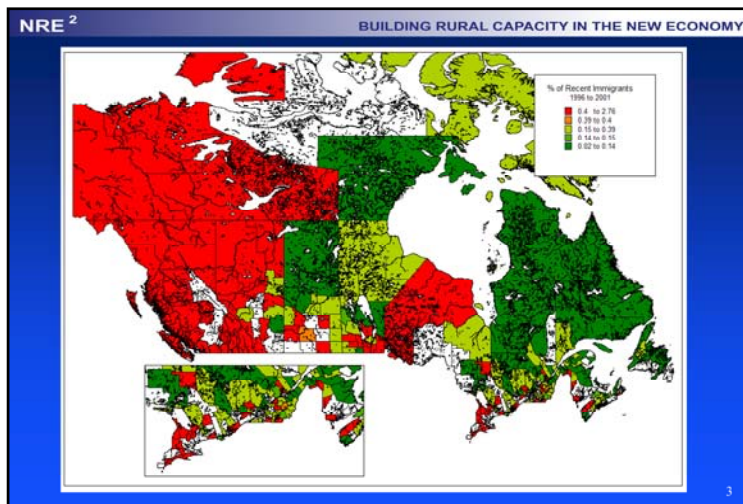 NRE ²
BUILDING RURAL CAPACITY IN THE NEW ECONOMY
% of Recent Immigrants
1996 to 2001
0.4 to 2.76
0.39 to 0.4
0.15 to 0.39
0.14 to 0.15
0.02 to 0.14
3